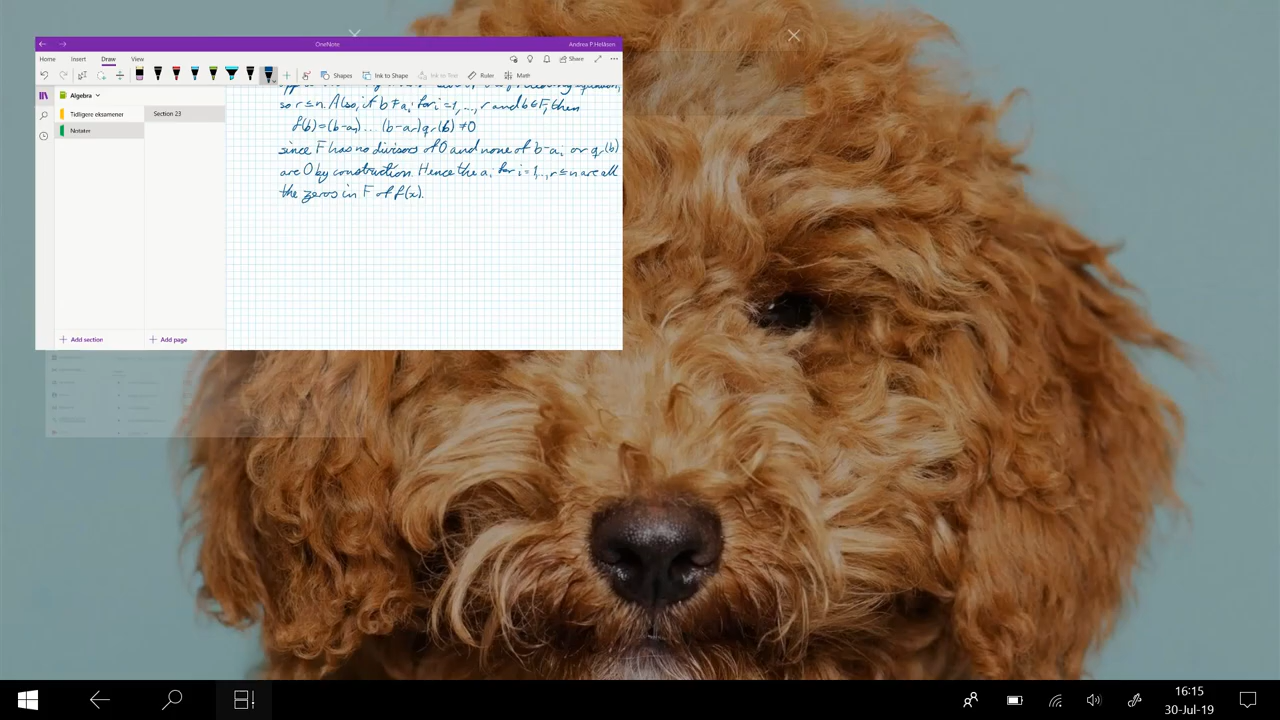 OneNote
Andrea P Helåsen
Home Insert Draw View
Share
Shapes Ink to Shape Ink to Text Ruler Math
Algebra
Tidligere eksamener
Notater
Section 23
so r ≤ n. Also, if b ≠ aᵢ for i = 1, ..., r and b ∈ F, then
f(b) = (b-a₁) ... (b-aᵣ)qᵣ(b) ≠ 0
since F has no divisors of 0 and none of b-aᵢ or qᵣ(b)
are 0 by construction. Hence the aᵢ for i = 1, ..., r ≤ n are all
the zeros in F of f(x).
+ Add section
+ Add page
16:15
30-Jul-19